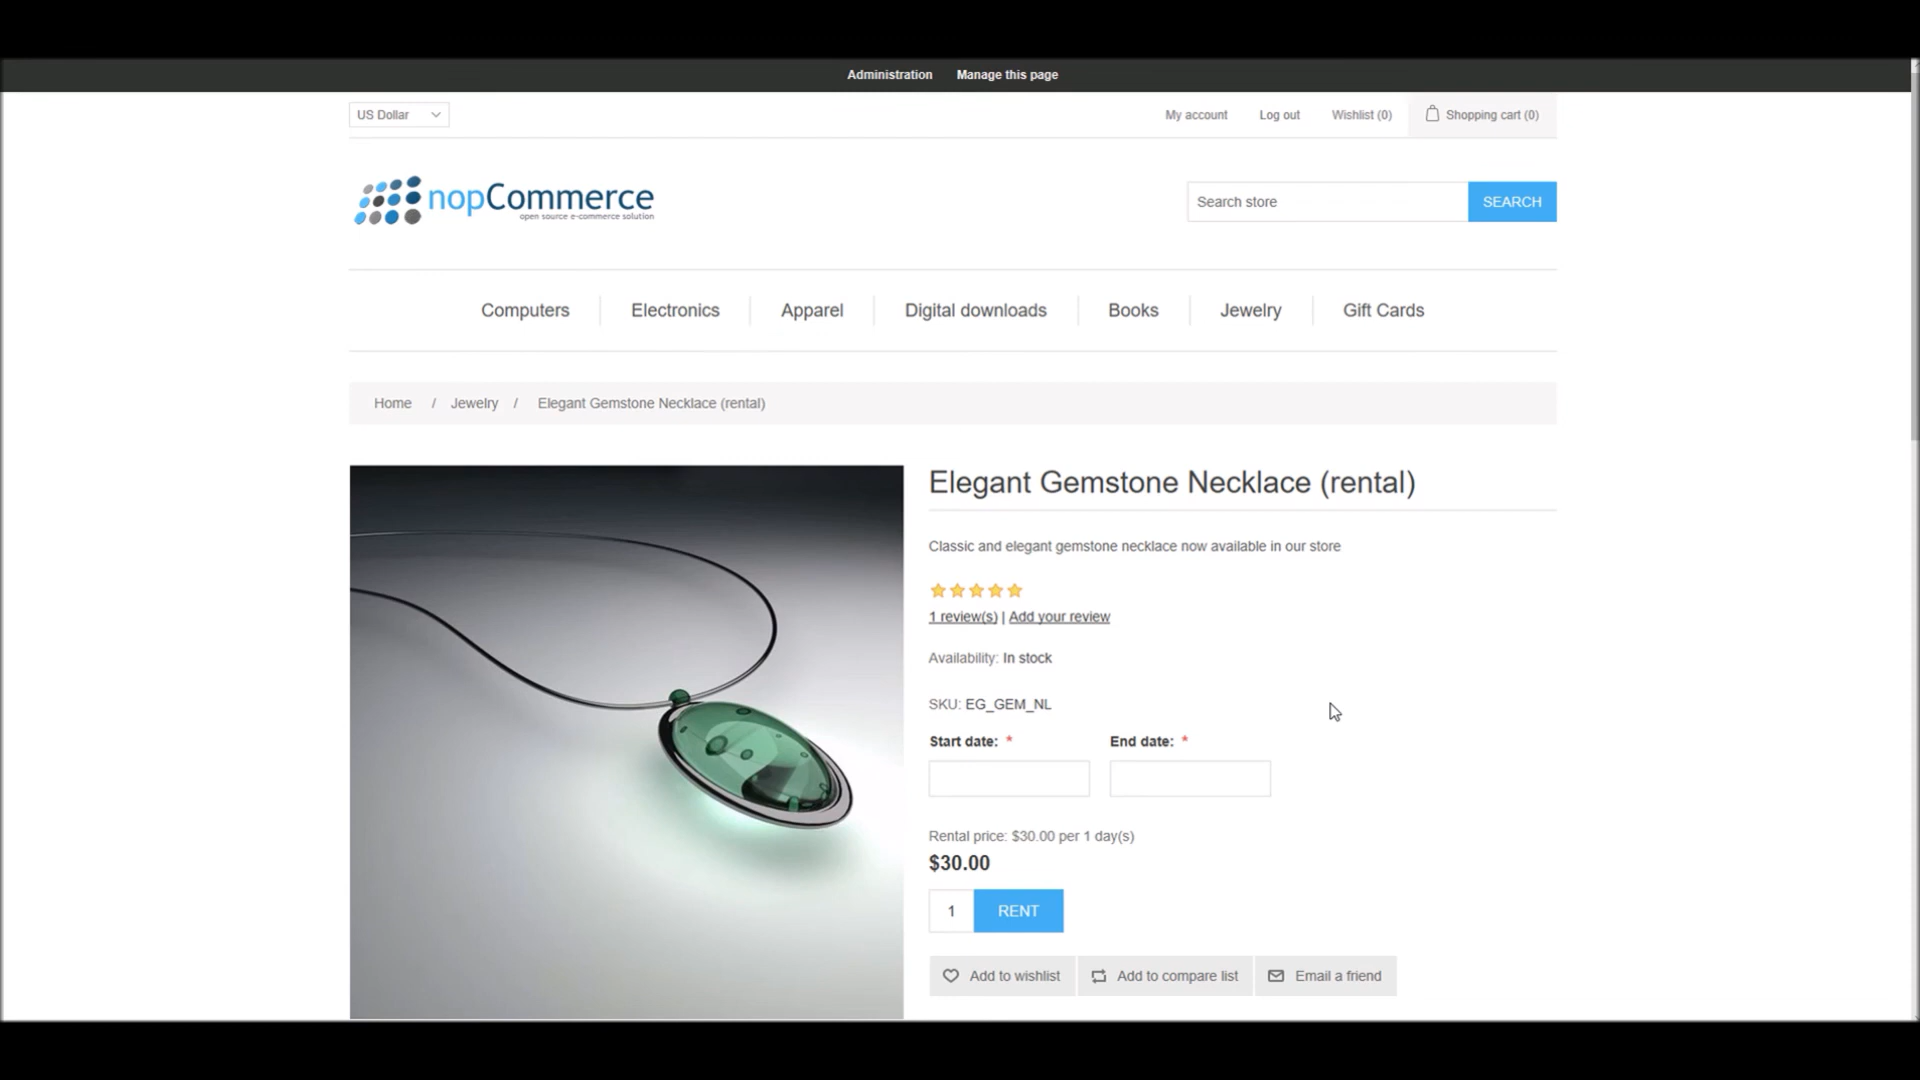 Administration Manage this page
US Dollar My account Log out Wishlist (0) Shopping cart (0)
nopCommerce
open source e-commerce solution
Search store SEARCH
Computers Electronics Apparel Digital downloads Books Jewelry Gift Cards
Home / Jewelry / Elegant Gemstone Necklace (rental)
Elegant Gemstone Necklace (rental)
Classic and elegant gemstone necklace now available in our store
1 review(s) | Add your review
Availability: In stock
SKU: EG_GEM_NL
Start date: * End date: *
Rental price: $30.00 per 1 day(s)
$30.00
1 RENT
Add to wishlist Add to compare list Email a friend